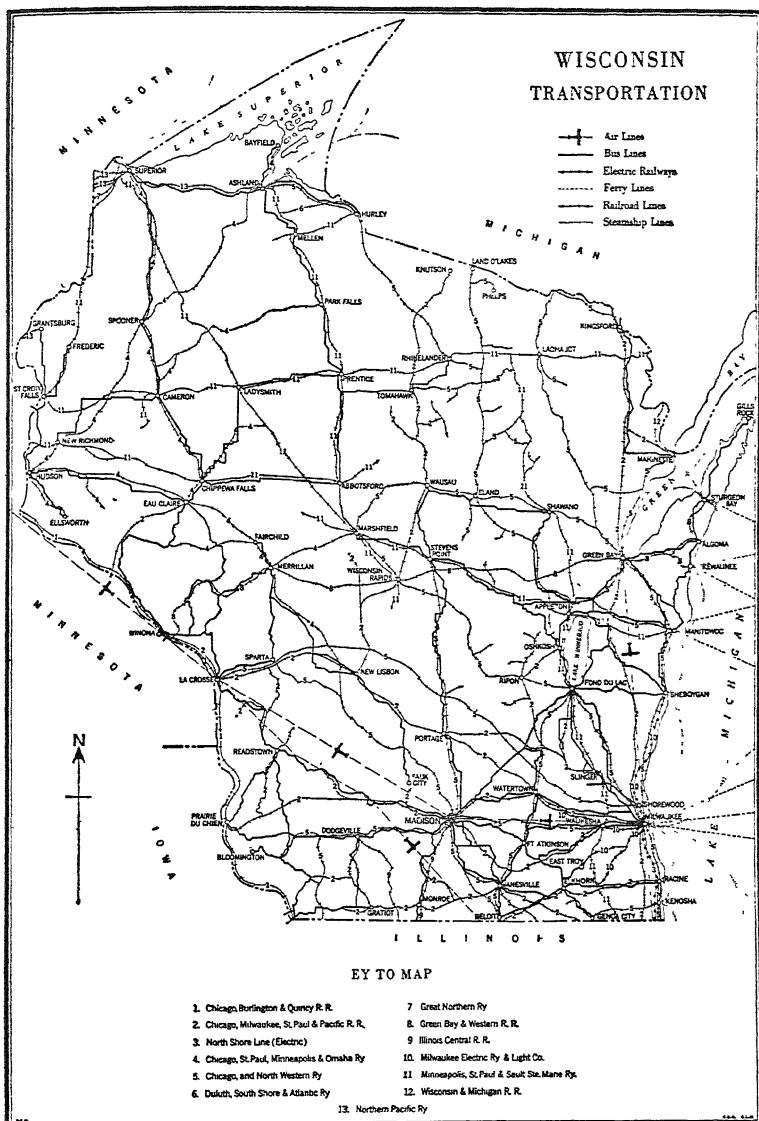 WISCONSIN
TRANSPORTATION
Air Lines
Bus Lines
Electric Railways
Ferry Lines
Railroad Lines
Steamship Lines
MINNESOTA
LAKE SUPERIOR
BAYFIELD
SUPERIOR
ASHLAND
HURLEY
MELLEN
MICHIGAN
KNUTSON
LAND O'LAKES
PHELPS
PARK FALLS
SPOONER
GRANTSBURG
FREDERIC
KINGSFORD
RHINELANDER
ST CROIX
FALLS
CAMERON
LADYSMITH
PRENTICE
TOMAHAWK
BAY
GILLS
ROCK
NEW RICHMOND
MARINETTE
HUDSON
CHIPPEWA FALLS
ABBOTSFORD
WAUSAU
ELAND
GREEN
STURGEON
BAY
EAU CLAIRE
SHAWANO
ELLSWORTH
MARSHFIELD
FAIRCHILD
STEVENS
POINT
GREEN BAY
ALGOMA
MERRILLAN
WISCONSIN
RAPIDS
KEWAUNEE
MINNESOTA
WINONA
APPLETON
MANITOWOC
OSHKOSH
LAKE WINNEBAGO
SPARTA
LA CROSSE
NEW LISBON
RIPON
FOND DU LAC
SHEBOYGAN
LAKE MICHIGAN
N
READSTOWN
PORTAGE
SAUK
CITY
SLINGER
WATERTOWN
SHOREWOOD
MILWAUKEE
WAUKESHA
MADISON
PRAIRIE
DU CHIEN
IOWA
DODGEVILLE
FT ATKINSON
BLOOMINGTON
EAST TROY
JANESVILLE
ELKHORN
RACINE
MONROE
KENOSHA
GRATIOT
BELOIT
GENOA CITY
ILLINOIS
EY TO MAP
1. Chicago, Burlington & Quincy R. R.
2. Chicago, Milwaukee, St. Paul & Pacific R. R.
3. North Shore Line (Electric)
4. Chicago, St. Paul, Minneapolis & Omaha Ry
5. Chicago, and North Western Ry
6. Duluth, South Shore & Atlantic Ry
7 Great Northern Ry
8. Green Bay & Western R. R.
9 Illinois Central R. R.
10. Milwaukee Electric Ry & Light Co.
11 Minneapolis, St. Paul & Sault Ste. Marie Ry.
12. Wisconsin & Michigan R. R.
13. Northern Pacific Ry